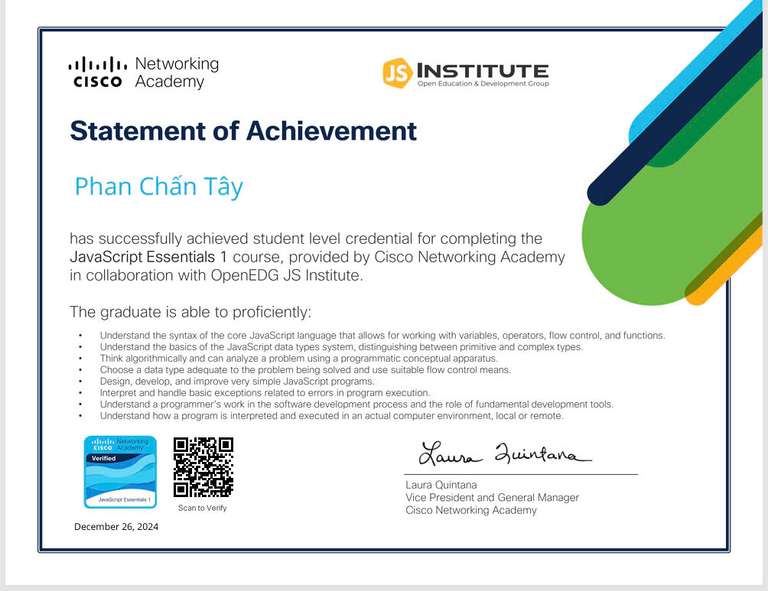 CISCO Networking Academy
JS INSTITUTE
Open Education & Development Group
Statement of Achievement
Phan Chấn Tây
has successfully achieved student level credential for completing the
JavaScript Essentials 1 course, provided by Cisco Networking Academy
in collaboration with OpenEDG JS Institute.
The graduate is able to proficiently:
• Understand the syntax of the core JavaScript language that allows for working with variables, operators, flow control, and functions.
• Understand the basics of the JavaScript data types system, distinguishing between primitive and complex types.
• Think algorithmically and can analyze a problem using a programmatic conceptual apparatus.
• Choose a data type adequate to the problem being solved and use suitable flow control means.
• Design, develop, and improve very simple JavaScript programs.
• Interpret and handle basic exceptions related to errors in program execution.
• Understand a programmer's work in the software development process and the role of fundamental development tools.
• Understand how a program is interpreted and executed in an actual computer environment, local or remote.
CISCO Networking Academy
Verified
JavaScript Essentials 1
Scan to Verify
December 26, 2024
Laura Quintana
Laura Quintana
Vice President and General Manager
Cisco Networking Academy